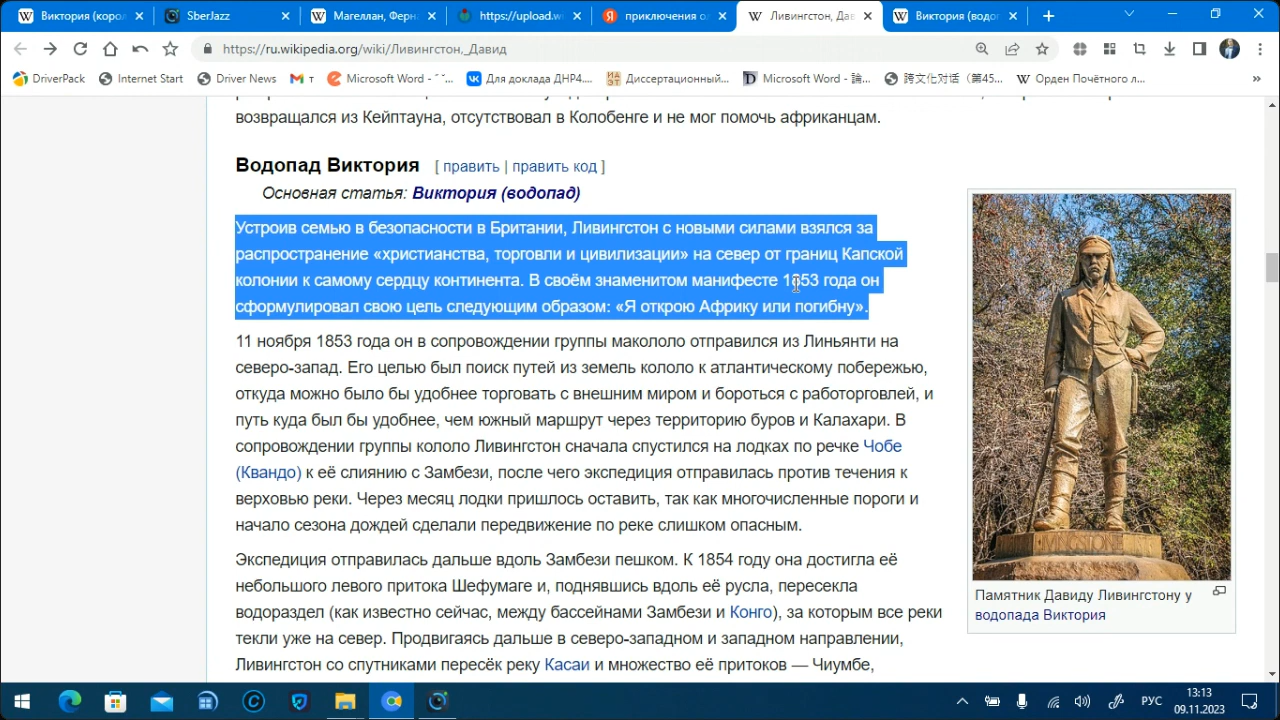 Виктория (корол
SberJazz
Магеллан, Ферна
https://upload.wi
приключения ол
Ливингстон, Дав
Виктория (водоп
https://ru.wikipedia.org/wiki/Ливингстон,_Давид
DriverPack
Internet Start
Driver News
т
Microsoft Word - ˆ ˘...
Для доклада ДНР4....
Диссертационный...
Microsoft Word - 論...
跨文化对话（第45...
Орден Почётного л...
»
возвращался из Кейптауна, отсутствовал в Колобенге и не мог помочь африканцам.
Водопад Виктория [ править | править код ]
Основная статья: Виктория (водопад)
Устроив семью в безопасности в Британии, Ливингстон с новыми силами взялся за
распространение «христианства, торговли и цивилизации» на север от границ Капской
колонии к самому сердцу континента. В своём знаменитом манифесте 1853 года он
сформулировал свою цель следующим образом: «Я открою Африку или погибну».
11 ноября 1853 года он в сопровождении группы макололо отправился из Линьянти на
северо-запад. Его целью был поиск путей из земель кололо к атлантическому побережью,
откуда можно было бы удобнее торговать с внешним миром и бороться с работорговлей, и
путь куда был бы удобнее, чем южный маршрут через территорию буров и Калахари. В
сопровождении группы кололо Ливингстон сначала спустился на лодках по речке Чобе
(Квандо) к её слиянию с Замбези, после чего экспедиция отправилась против течения к
верховью реки. Через месяц лодки пришлось оставить, так как многочисленные пороги и
начало сезона дождей сделали передвижение по реке слишком опасным.
Экспедиция отправилась дальше вдоль Замбези пешком. К 1854 году она достигла её
небольшого левого притока Шефумаге и, поднявшись вдоль её русла, пересекла
водораздел (как известно сейчас, между бассейнами Замбези и Конго), за которым все реки
текли уже на север. Продвигаясь дальше в северо-западном и западном направлении,
Ливингстон со спутниками пересёк реку Касаи и множество её притоков — Чиумбе,
LIVINGSTONE
Памятник Давиду Ливингстону у
водопада Виктория
РУС
13:13
09.11.2023